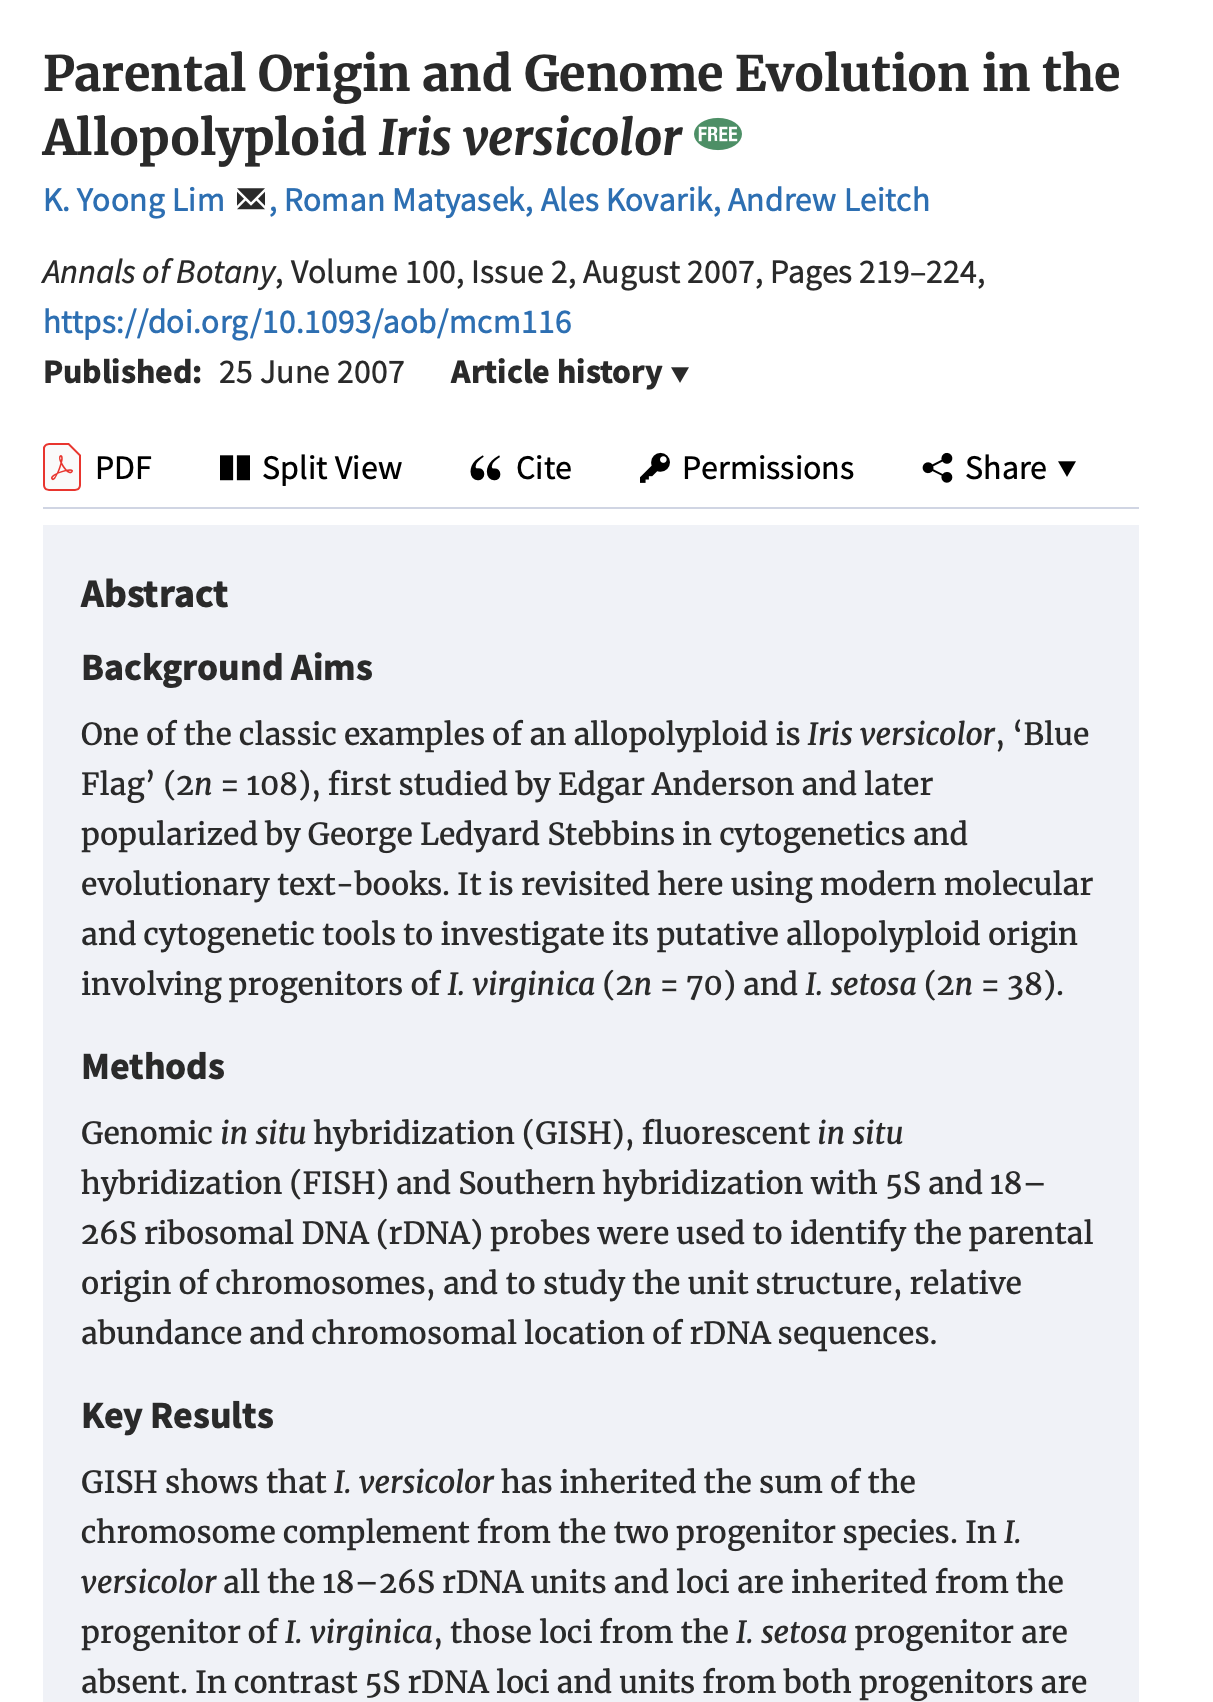 Parental Origin and Genome Evolution in the
Allopolyploid Iris versicolor FREE
K. Yoong Lim , Roman Matyasek, Ales Kovarik, Andrew Leitch
Annals of Botany, Volume 100, Issue 2, August 2007, Pages 219–224,
https://doi.org/10.1093/aob/mcm116
Published: 25 June 2007 Article history ▼
PDF Split View Cite Permissions Share ▼
Abstract
Background Aims
One of the classic examples of an allopolyploid is Iris versicolor, ‘Blue
Flag’ (2n = 108), first studied by Edgar Anderson and later
popularized by George Ledyard Stebbins in cytogenetics and
evolutionary text-books. It is revisited here using modern molecular
and cytogenetic tools to investigate its putative allopolyploid origin
involving progenitors of I. virginica (2n = 70) and I. setosa (2n = 38).
Methods
Genomic in situ hybridization (GISH), fluorescent in situ
hybridization (FISH) and Southern hybridization with 5S and 18–
26S ribosomal DNA (rDNA) probes were used to identify the parental
origin of chromosomes, and to study the unit structure, relative
abundance and chromosomal location of rDNA sequences.
Key Results
GISH shows that I. versicolor has inherited the sum of the
chromosome complement from the two progenitor species. In I.
versicolor all the 18–26S rDNA units and loci are inherited from the
progenitor of I. virginica, those loci from the I. setosa progenitor are
absent. In contrast 5S rDNA loci and units from both progenitors are